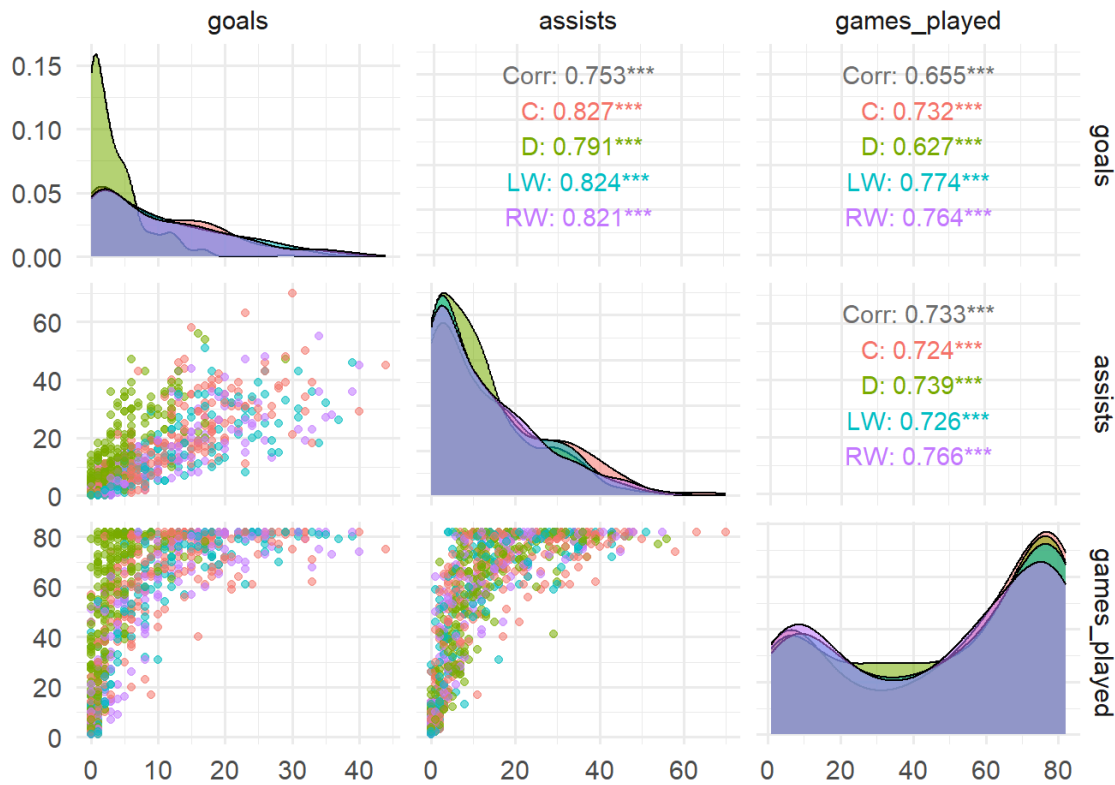 goals assists games_played
0.15
0.10
0.05
0.00
Corr: 0.753***
C: 0.827***
D: 0.791***
LW: 0.824***
RW: 0.821***
Corr: 0.655***
C: 0.732***
D: 0.627***
LW: 0.774***
RW: 0.764***
goals
60
40
20
0
Corr: 0.733***
C: 0.724***
D: 0.739***
LW: 0.726***
RW: 0.766***
assists
80
60
40
20
0
games_played
0 10 20 30 40 0 20 40 60 0 20 40 60 80